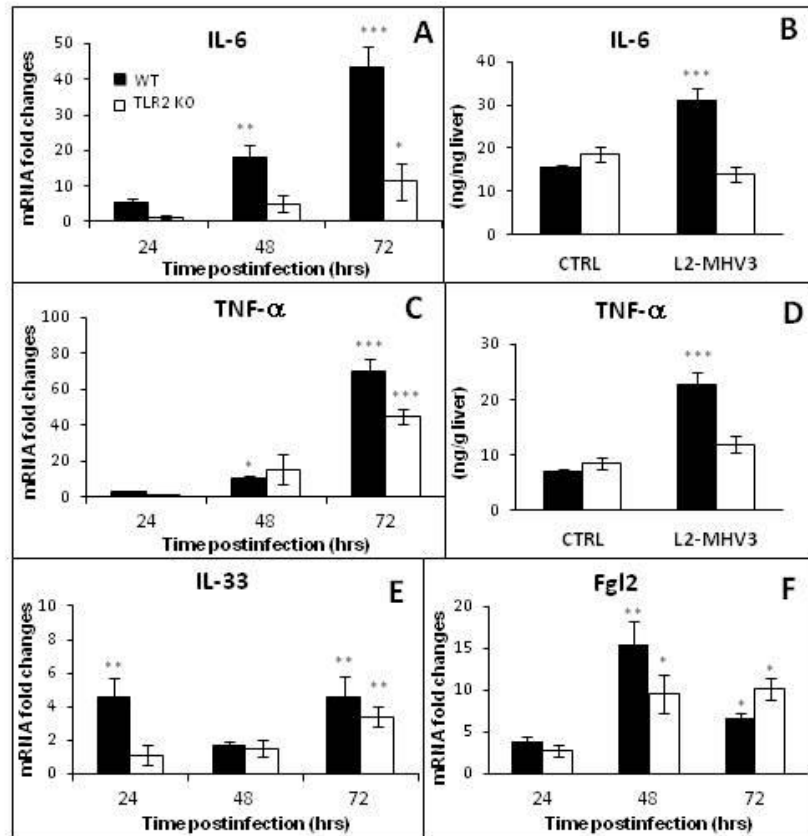 IL-6 A
WT
TLR2 KO
mRNA fold changes
50
40
30
20
10
0
***
**
*
24 48 72
Time postinfection (hrs)
IL-6 B
(ng/ng liver)
40
30
20
10
0
***
CTRL L2-MHV3
TNF-α C
mRNA fold changes
100
80
60
40
20
0
***
***
*
24 48 72
Time postinfection (hrs)
TNF-α D
(ng/g liver)
30
20
10
0
***
CTRL L2-MHV3
IL-33 E
mRNA fold changes
6
4
2
0
** ** **
24 48 72
Time postinfection (hrs)
Fgl2 F
mRNA fold changes
20
15
10
5
0
** * * *
24 48 72
Time postinfection (hrs)